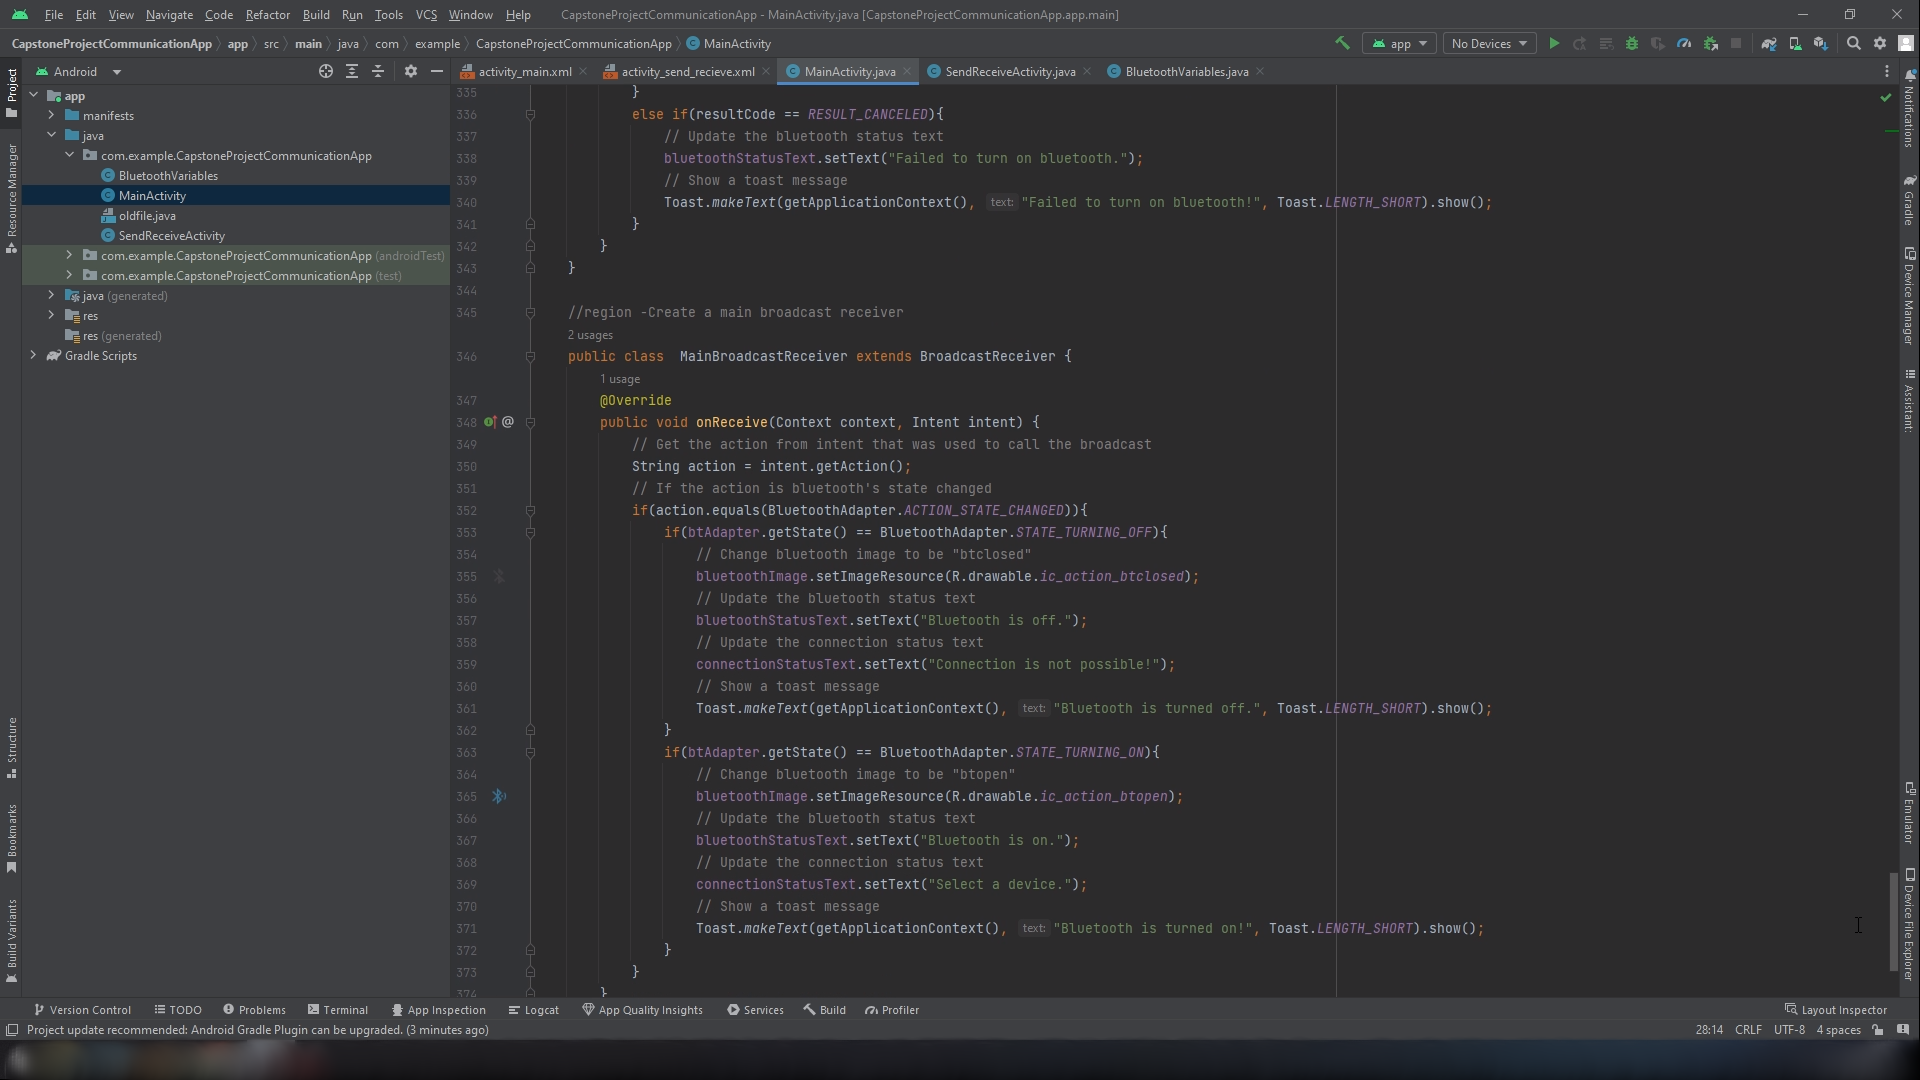 File Edit View Navigate Code Refactor Build Run Tools VCS Window Help CapstoneProjectCommunicationApp - MainActivity.java [CapstoneProjectCommunicationApp.app.main]
CapstoneProjectCommunicationApp app src main java com example CapstoneProjectCommunicationApp MainActivity app No Devices
Android
activity_main.xml activity_send_recieve.xml MainActivity.java SendReceiveActivity.java BluetoothVariables.java
Project
Resource Manager
Structure
Bookmarks
Build Variants
app
manifests
java
com.example.CapstoneProjectCommunicationApp
BluetoothVariables
MainActivity
oldfile.java
SendReceiveActivity
com.example.CapstoneProjectCommunicationApp (androidTest)
com.example.CapstoneProjectCommunicationApp (test)
java (generated)
res
res (generated)
Gradle Scripts
335 }
336 else if(resultCode == RESULT_CANCELED){
337 // Update the bluetooth status text
338 bluetoothStatusText.setText("Failed to turn on bluetooth.");
339 // Show a toast message
340 Toast.makeText(getApplicationContext(), text: "Failed to turn on bluetooth!", Toast.LENGTH_SHORT).show();
341 }
342 }
343 }
344
345 //region -Create a main broadcast receiver
2 usages
346 public class  MainBroadcastReceiver extends BroadcastReceiver {
1 usage
347 @Override
348 @ public void onReceive(Context context, Intent intent) {
349 // Get the action from intent that was used to call the broadcast
350 String action = intent.getAction();
351 // If the action is bluetooth's state changed
352 if(action.equals(BluetoothAdapter.ACTION_STATE_CHANGED)){
353 if(btAdapter.getState() == BluetoothAdapter.STATE_TURNING_OFF){
354 // Change bluetooth image to be "btclosed"
355 bluetoothImage.setImageResource(R.drawable.ic_action_btclosed);
356 // Update the bluetooth status text
357 bluetoothStatusText.setText("Bluetooth is off.");
358 // Update the connection status text
359 connectionStatusText.setText("Connection is not possible!");
360 // Show a toast message
361 Toast.makeText(getApplicationContext(), text: "Bluetooth is turned off.", Toast.LENGTH_SHORT).show();
362 }
363 if(btAdapter.getState() == BluetoothAdapter.STATE_TURNING_ON){
364 // Change bluetooth image to be "btopen"
365 bluetoothImage.setImageResource(R.drawable.ic_action_btopen);
366 // Update the bluetooth status text
367 bluetoothStatusText.setText("Bluetooth is on.");
368 // Update the connection status text
369 connectionStatusText.setText("Select a device.");
370 // Show a toast message
371 Toast.makeText(getApplicationContext(), text: "Bluetooth is turned on!", Toast.LENGTH_SHORT).show();
372 }
373 }
374 }
Notifications
Gradle
Device Manager
Assistant:
Emulator
Device File Explorer
Version Control TODO Problems Terminal App Inspection Logcat App Quality Insights Services Build Profiler Layout Inspector
Project update recommended: Android Gradle Plugin can be upgraded. (3 minutes ago) 28:14 CRLF UTF-8 4 spaces